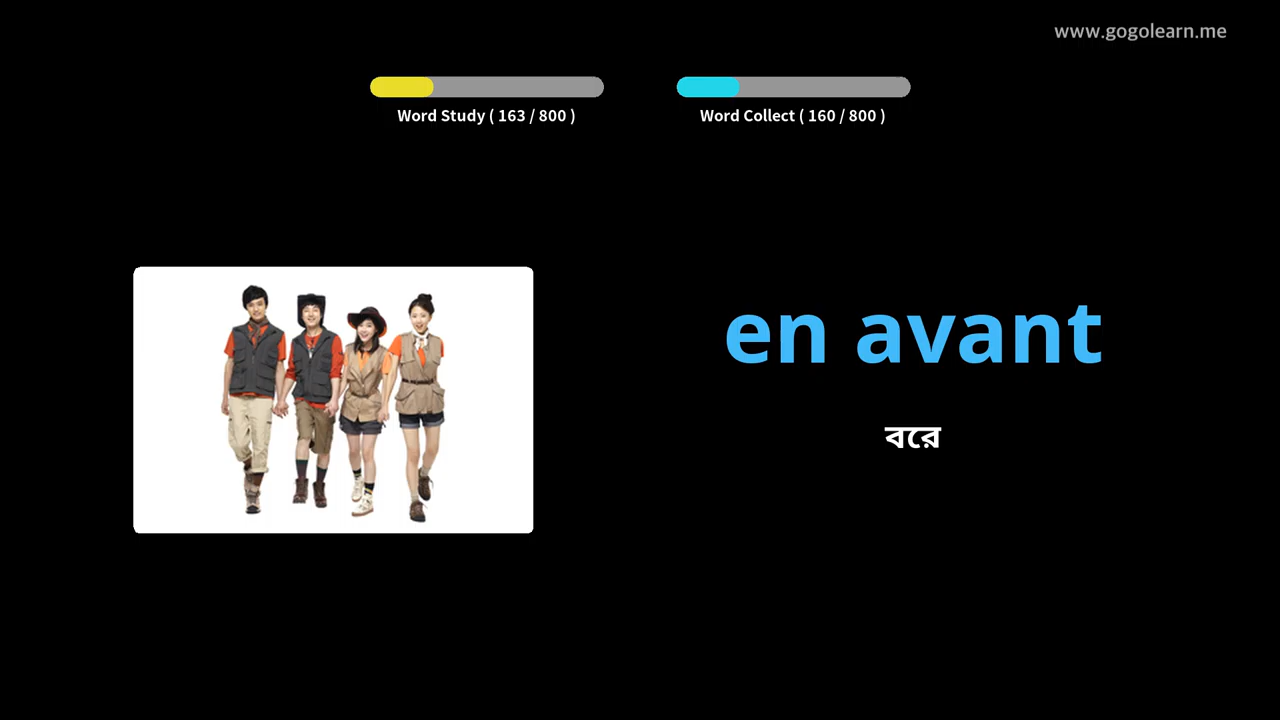 www.gogolearn.me
Word Study ( 163 / 800 )
Word Collect ( 160 / 800 )
en avant
বরে